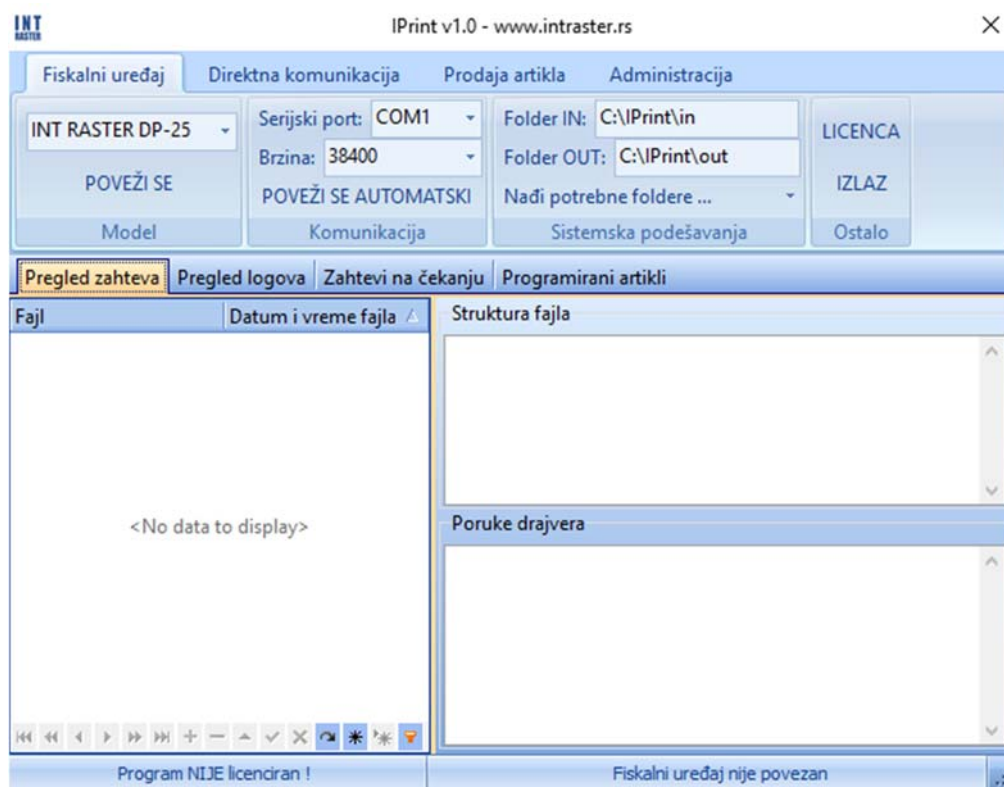 INT RASTER
IPrint v1.0 - www.intraster.rs
Fiskalni uređaj Direktna komunikacija Prodaja artikla Administracija
INT RASTER DP-25
POVEŽI SE
Model
Serijski port: COM1
Brzina: 38400
POVEŽI SE AUTOMATSKI
Komunikacija
Folder IN: C:\IPrint\in
Folder OUT: C:\IPrint\out
Nađi potrebne foldere ...
Sistemska podešavanja
LICENCA
IZLAZ
Ostalo
Pregled zahteva Pregled logova Zahtevi na čekanju Programirani artikli
Fajl Datum i vreme fajla
<No data to display>
Struktura fajla
Poruke drajvera
Program NIJE licenciran ! Fiskalni uređaj nije povezan